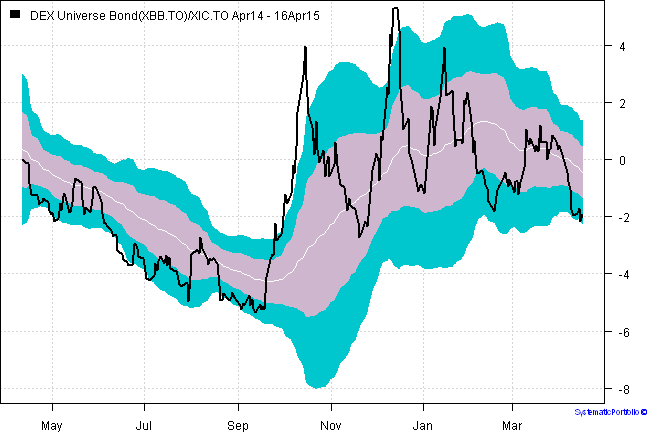 DEX Universe Bond(XBB.TO)/XIC.TO Apr14 - 16Apr15
4
2
0
-2
-4
-6
-8
May Jul Sep Nov Jan Mar
SystematicPortfolio ©